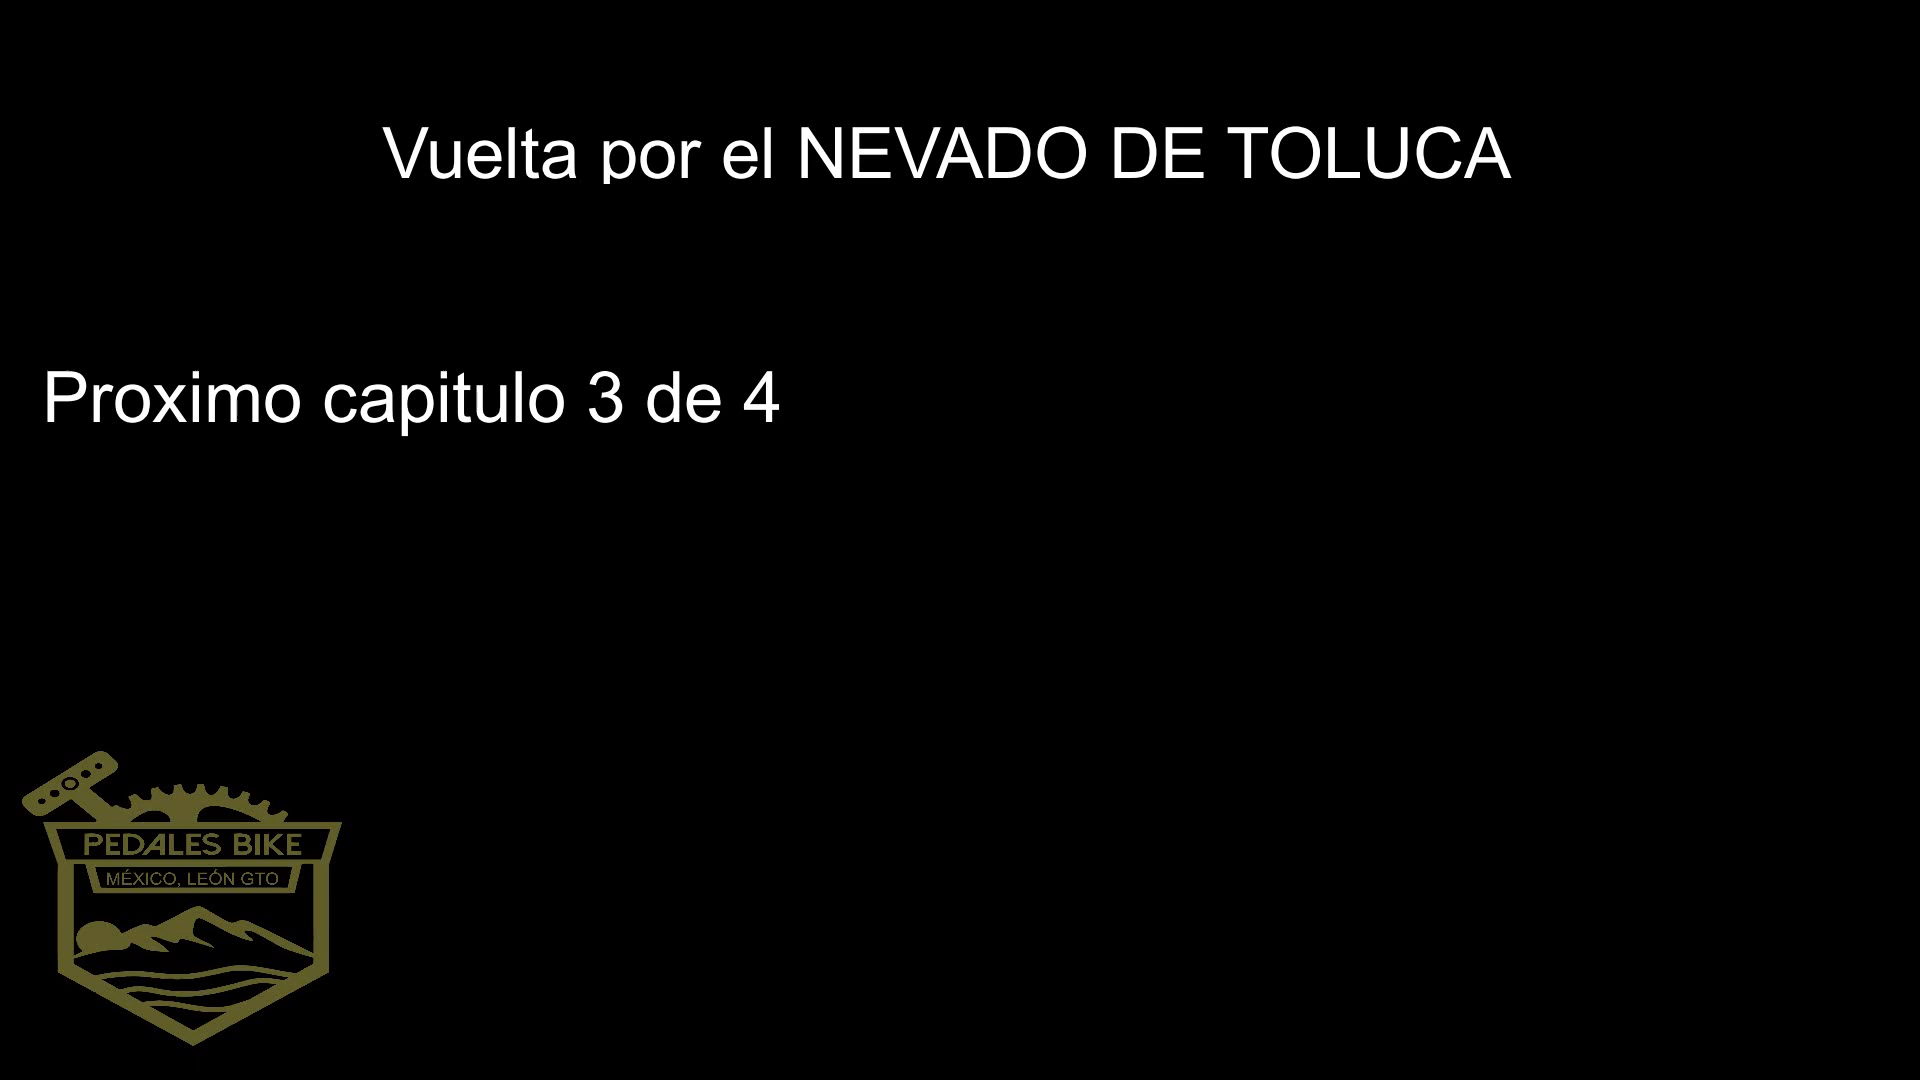 Vuelta por el NEVADO DE TOLUCA
Proximo capitulo 3 de 4
PEDALES BIKE
MÉXICO, LEÓN GTO